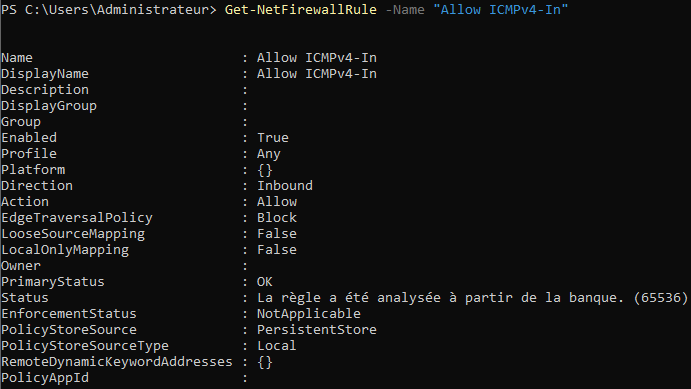 PS C:\Users\Administrateur> Get-NetFirewallRule -Name "Allow ICMPv4-In"
Name                          : Allow ICMPv4-In
DisplayName                   : Allow ICMPv4-In
Description                   :
DisplayGroup                  :
Group                         :
Enabled                       : True
Profile                       : Any
Platform                      : {}
Direction                     : Inbound
Action                        : Allow
EdgeTraversalPolicy           : Block
LooseSourceMapping            : False
LocalOnlyMapping              : False
Owner                         :
PrimaryStatus                 : OK
Status                        : La règle a été analysée à partir de la banque. (65536)
EnforcementStatus             : NotApplicable
PolicyStoreSource             : PersistentStore
PolicyStoreSourceType         : Local
RemoteDynamicKeywordAddresses : {}
PolicyAppId                   :